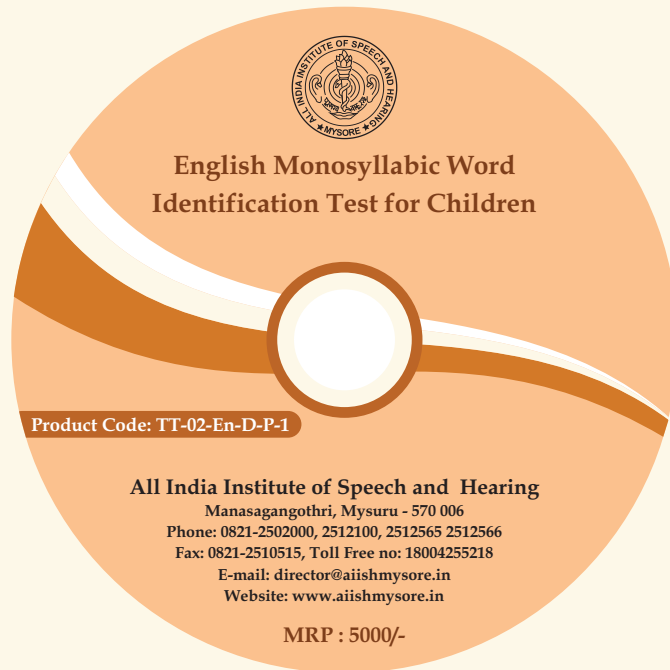 ALL INDIA INSTITUTE OF SPEECH AND HEARING
★ MYSORE ★
English Monosyllabic Word
Identification Test for Children
Product Code: TT-02-En-D-P-1
All India Institute of Speech and Hearing
Manasagangothri, Mysuru - 570 006
Phone: 0821-2502000, 2512100, 2512565 2512566
Fax: 0821-2510515, Toll Free no: 18004255218
E-mail: director@aiishmysore.in
Website: www.aiishmysore.in
MRP : 5000/-